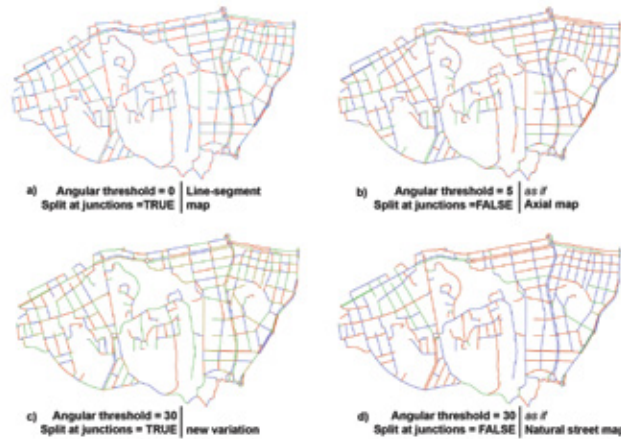 a) Angular threshold = 0 Line-segment
Split at junctions =TRUE map
b) Angular threshold = 5 as if
Split at junctions =FALSE Axial map
c) Angular threshold = 30
Split at junctions = TRUE new variation
d) Angular threshold = 30 as if
Split at junctions = FALSE Natural street map